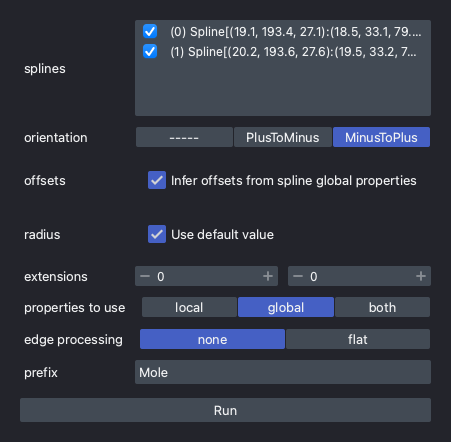 splines
(0) Spline[(19.1, 193.4, 27.1):(18.5, 33.1, 79....
(1) Spline[(20.2, 193.6, 27.6):(19.5, 33.2, 7...
orientation ----- PlusToMinus MinusToPlus
offsets Infer offsets from spline global properties
radius Use default value
extensions − 0 + − 0 +
properties to use local global both
edge processing none flat
prefix Mole
Run